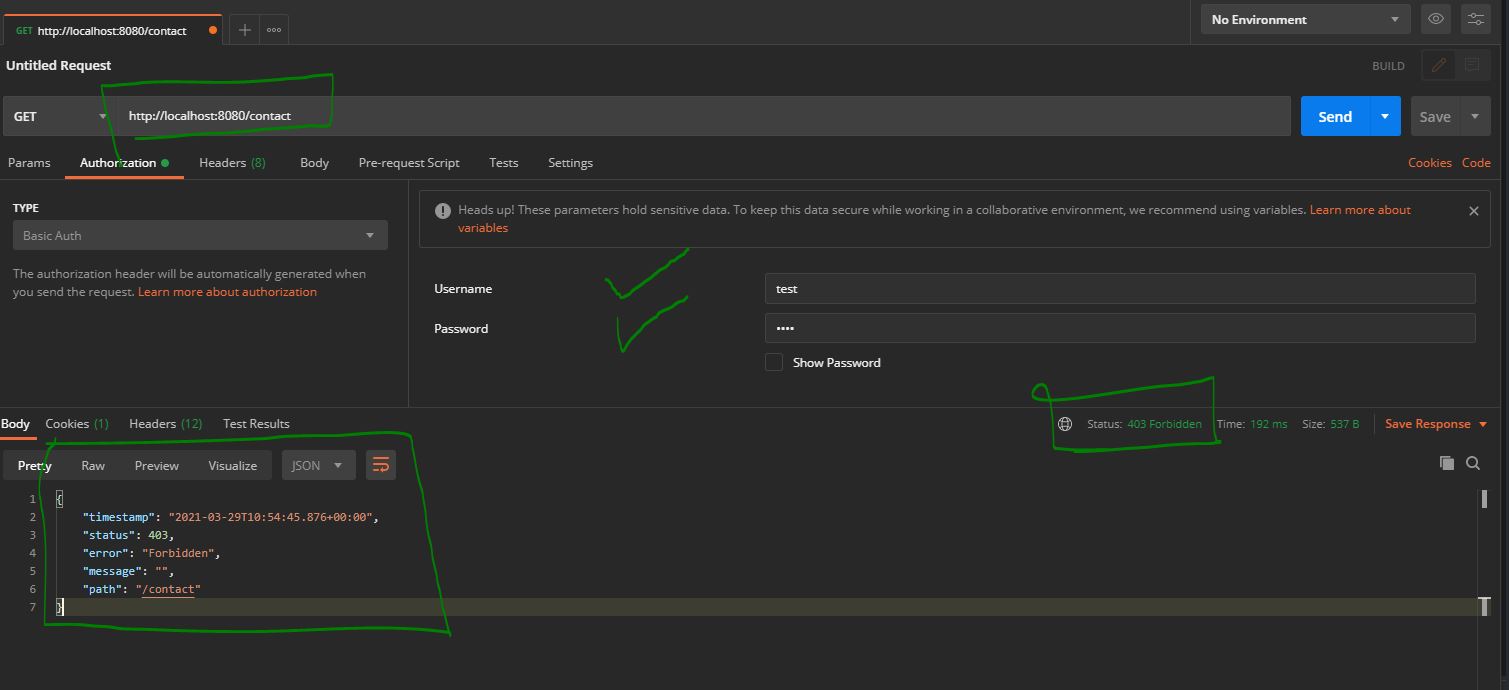 GET http://localhost:8080/contact
No Environment
Untitled Request
BUILD
GET
http://localhost:8080/contact
Send
Save
Params
Authorization
Headers (8)
Body
Pre-request Script
Tests
Settings
Cookies
Code
TYPE
Basic Auth
The authorization header will be automatically generated when
you send the request. Learn more about authorization
Heads up! These parameters hold sensitive data. To keep this data secure while working in a collaborative environment, we recommend using variables. Learn more about
variables
Username
test
Password
••••
Show Password
Body
Cookies (1)
Headers (12)
Test Results
Status: 403 Forbidden
Time: 192 ms
Size: 537 B
Save Response
Pretty
Raw
Preview
Visualize
JSON
1 {
2 "timestamp": "2021-03-29T10:54:45.876+00:00",
3 "status": 403,
4 "error": "Forbidden",
5 "message": "",
6 "path": "/contact"
7 }